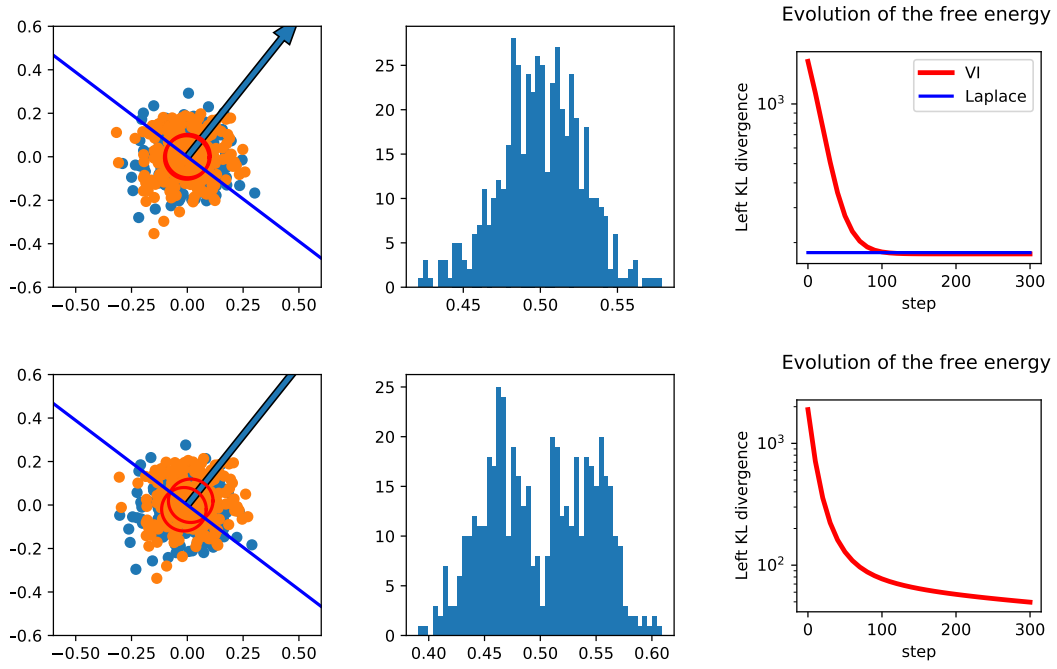 Evolution of the free energy
0.6
0.4
0.2
0.0
−0.2
−0.4
−0.6
−0.50 −0.25 0.00 0.25 0.50
25
20
15
10
5
0
0.45 0.50 0.55
Left KL divergence
10³
VI
Laplace
0 100 200 300
step
Evolution of the free energy
0.6
0.4
0.2
0.0
−0.2
−0.4
−0.6
−0.50 −0.25 0.00 0.25 0.50
25
20
15
10
5
0
0.40 0.45 0.50 0.55 0.60
Left KL divergence
10³
10²
0 100 200 300
step